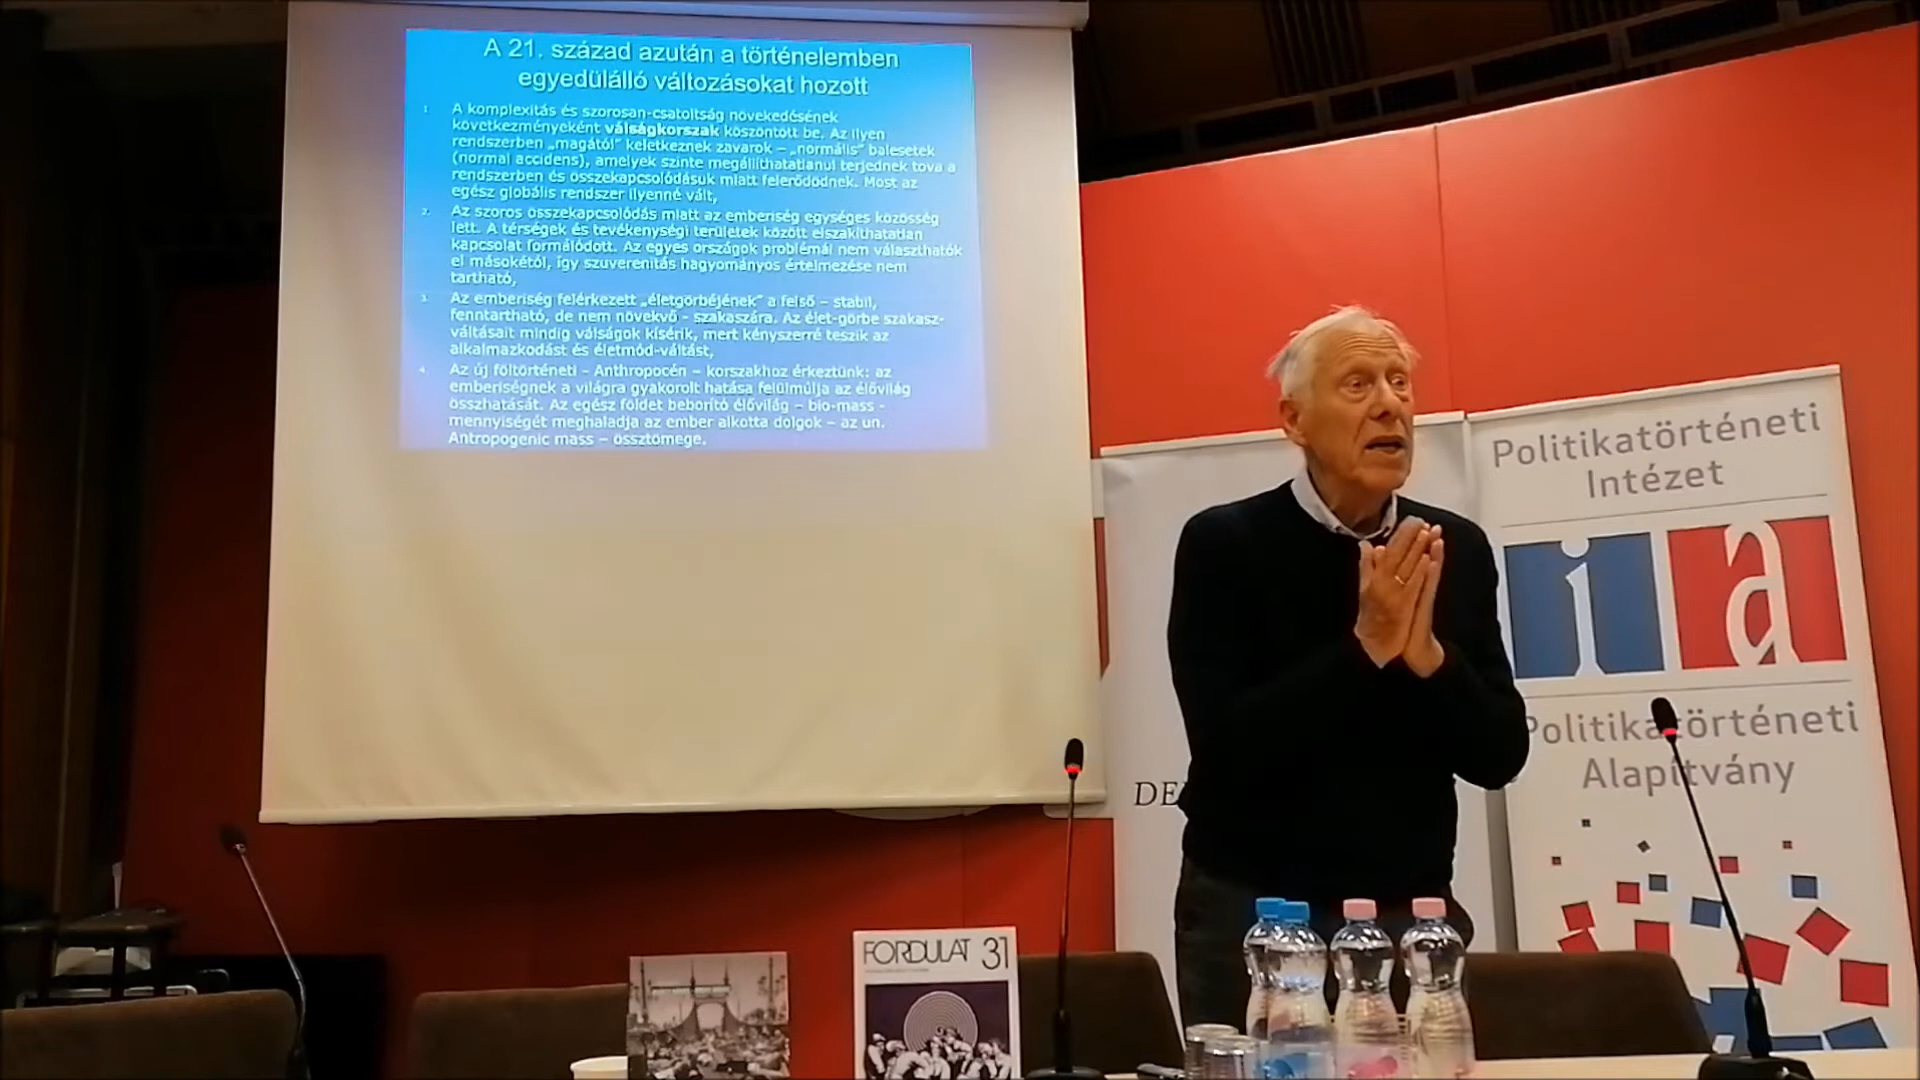 A 21. század azután a történelemben
egyedülálló változásokat hozott
1. A komplexitás és szorosan-csatoltság növekedésének
következményeként válságkorszak köszöntött be. Az ilyen
rendszerben „magától” keletkeznek zavarok – „normális” balesetek
(normal accidens), amelyek szinte megállíthatatlanul terjednek tova a
rendszerben és összekapcsolódásuk miatt felerődödnek. Most az
egész globális rendszer ilyenné vált,
2. Az szoros összekapcsolódás miatt az emberiség egységes közösség
lett. A térségek és tevékenységi területek között elszakíthatatlan
kapcsolat formálódott. Az egyes országok problémái nem választhatók
el másokétól, így szuverenitás hagyományos értelmezése nem
tartható,
3. Az emberiség felérkezett „életgörbéjének” a felső – stabil,
fenntartható, de nem növekvő - szakaszára. Az élet-görbe szakasz-
váltásait mindig válságok kísérik, mert kényszerré teszik az
alkalmazkodást és életmód-váltást,
4. Az új földtörténeti – Anthropocén – korszakhoz érkeztünk: az
emberiségnek a világra gyakorolt hatása felülmúlja az élővilág
összhatását. Az egész földet beborító élővilág – bio-mass -
mennyiségét meghaladja az ember alkotta dolgok – az un.
Antropogenic mass – össztömege.
Politikatörténeti
Intézet
ia
Politikatörténeti
Alapítvány
DE
FORDULAT 31